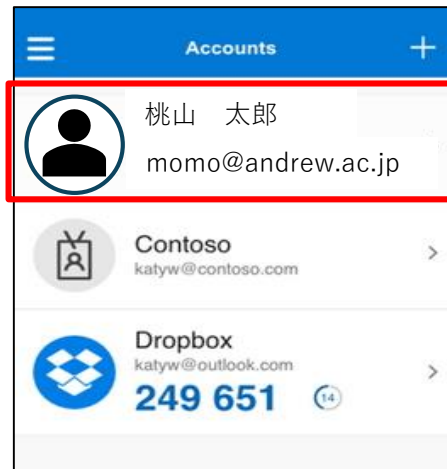 Accounts
桃山　太郎
momo@andrew.ac.jp
Contoso
katyw@contoso.com
Dropbox
katyw@outlook.com
249 651
14